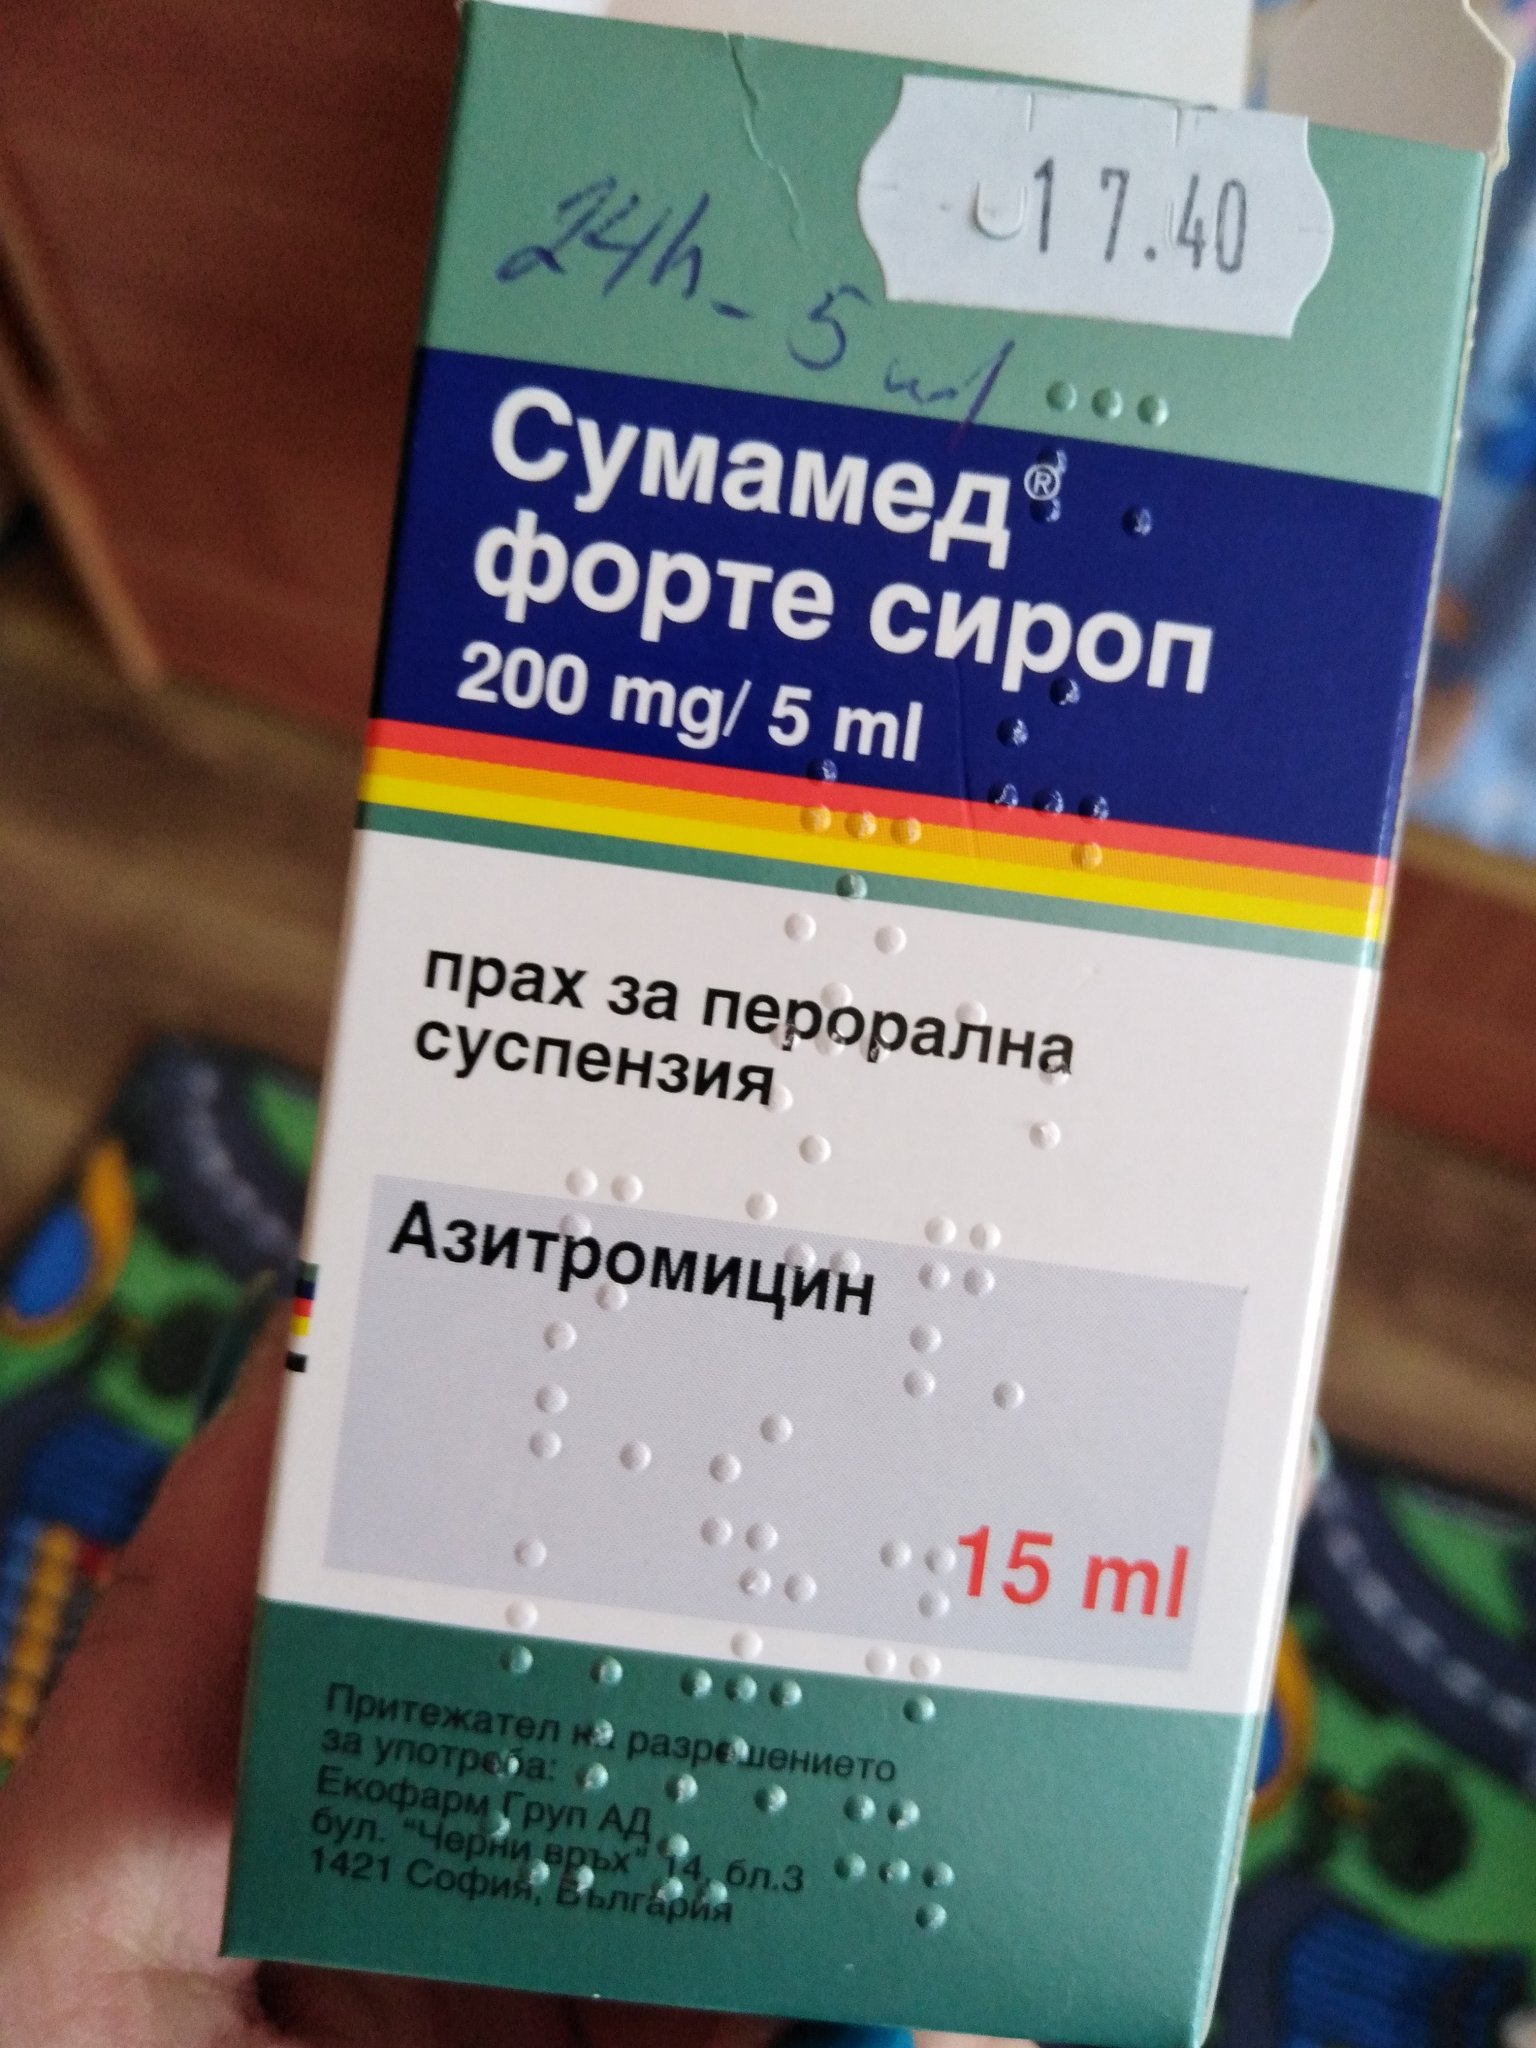 17.40
24h - 5 ml
Сумамед®
форте сироп
200 mg/ 5 ml
прах за перорална
суспензия
Азитромицин
15 ml
Притежател на разрешението
за употреба:
Екофарм Груп АД
бул. "Черни връх" 14, бл.3
1421 София, България